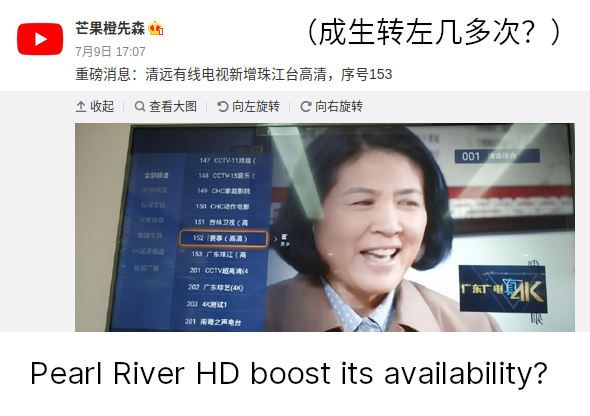 芒果橙先森
（成生转左几多次？）
7月9日 17:07
重磅消息：清远有线电视新增珠江台高清，序号153
收起 查看大图 向左旋转 向右旋转
147 CCTV-11戏曲 (
148 CCTV-15音乐 (
149 CHC家庭影院
150 CHC动作电影
151 吉林卫视 (高
152 赛事 (高清)
153 广东珠江 (高
201 CCTV超高清(4
202 广东综艺(4K)
203 4K测试1
301 南粤之声电台
全部频道
001 清远综合
广东广电 真4K
Pearl River HD boost its availability?